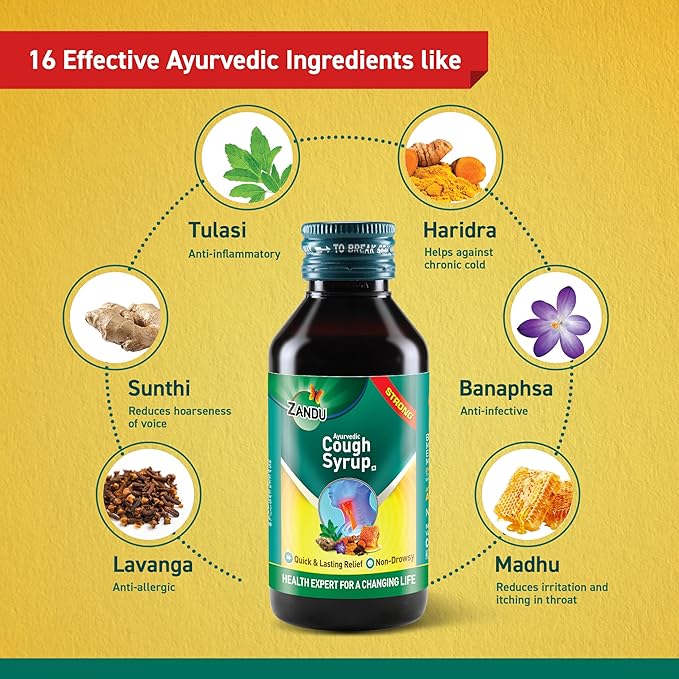 16 Effective Ayurvedic Ingredients like
Tulasi
Anti-inflammatory
Haridra
Helps against
chronic cold
Sunthi
Reduces hoarseness
of voice
Banaphsa
Anti-infective
Lavanga
Anti-allergic
Madhu
Reduces irritation and
itching in throat
TO BREAK SE
ZANDU
STRONG
Ayurvedic
Cough
Syrup
Quick & Lasting Relief
Non-Drowsy
HEALTH EXPERT FOR A CHANGING LIFE